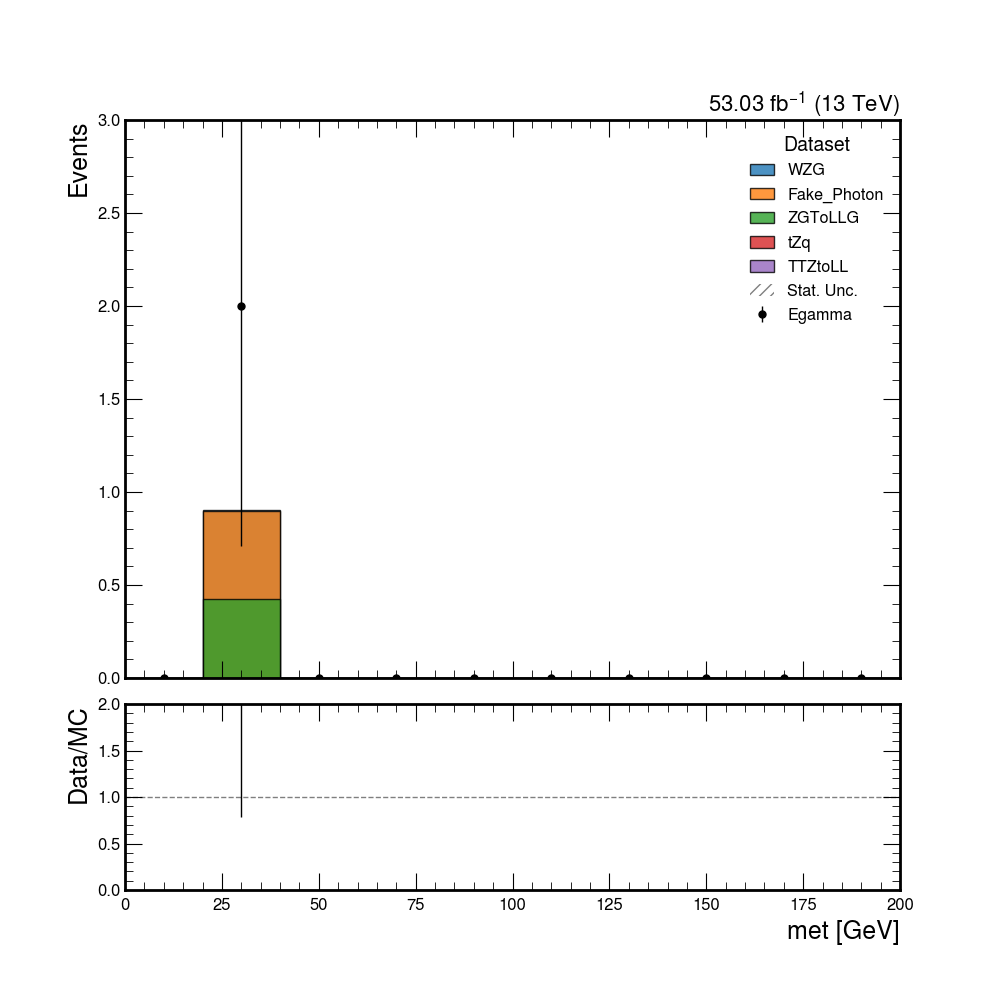 53.03 fb⁻¹ (13 TeV)
Events
3.0
2.5
2.0
1.5
1.0
0.5
0.0
Dataset
WZG
Fake_Photon
ZGToLLG
tZq
TTZtoLL
Stat. Unc.
Egamma
Data/MC
2.0
1.5
1.0
0.5
0.0
0 25 50 75 100 125 150 175 200
met [GeV]